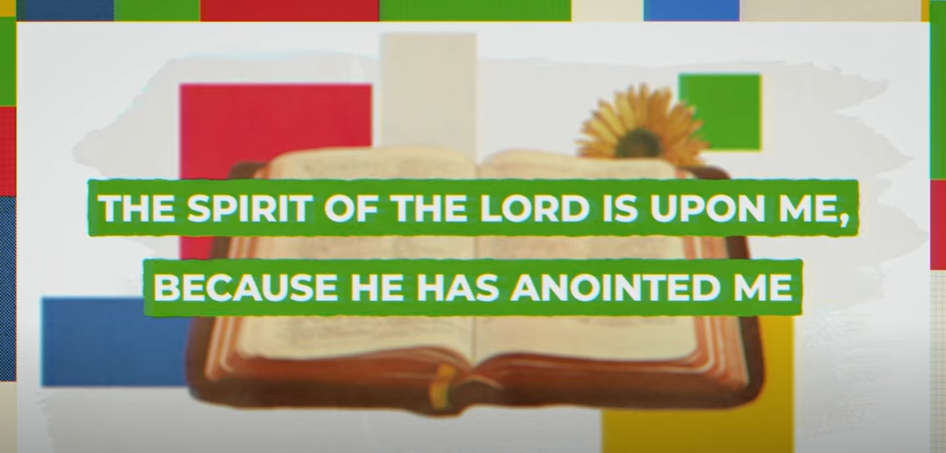 THE SPIRIT OF THE LORD IS UPON ME,
BECAUSE HE HAS ANOINTED ME